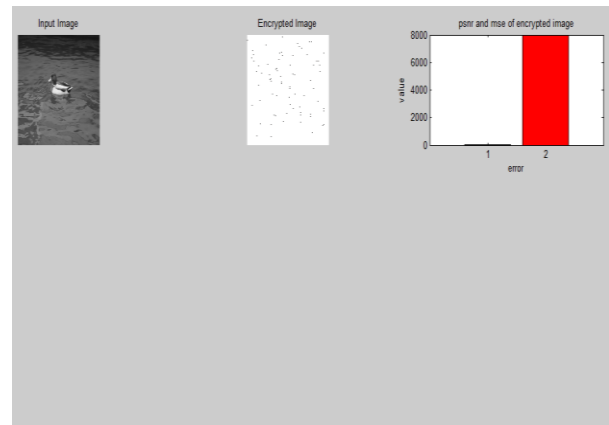 Input Image
Encrypted Image
psnr and mse of encrypted image
8000
6000
4000
2000
0
value
1 2
error